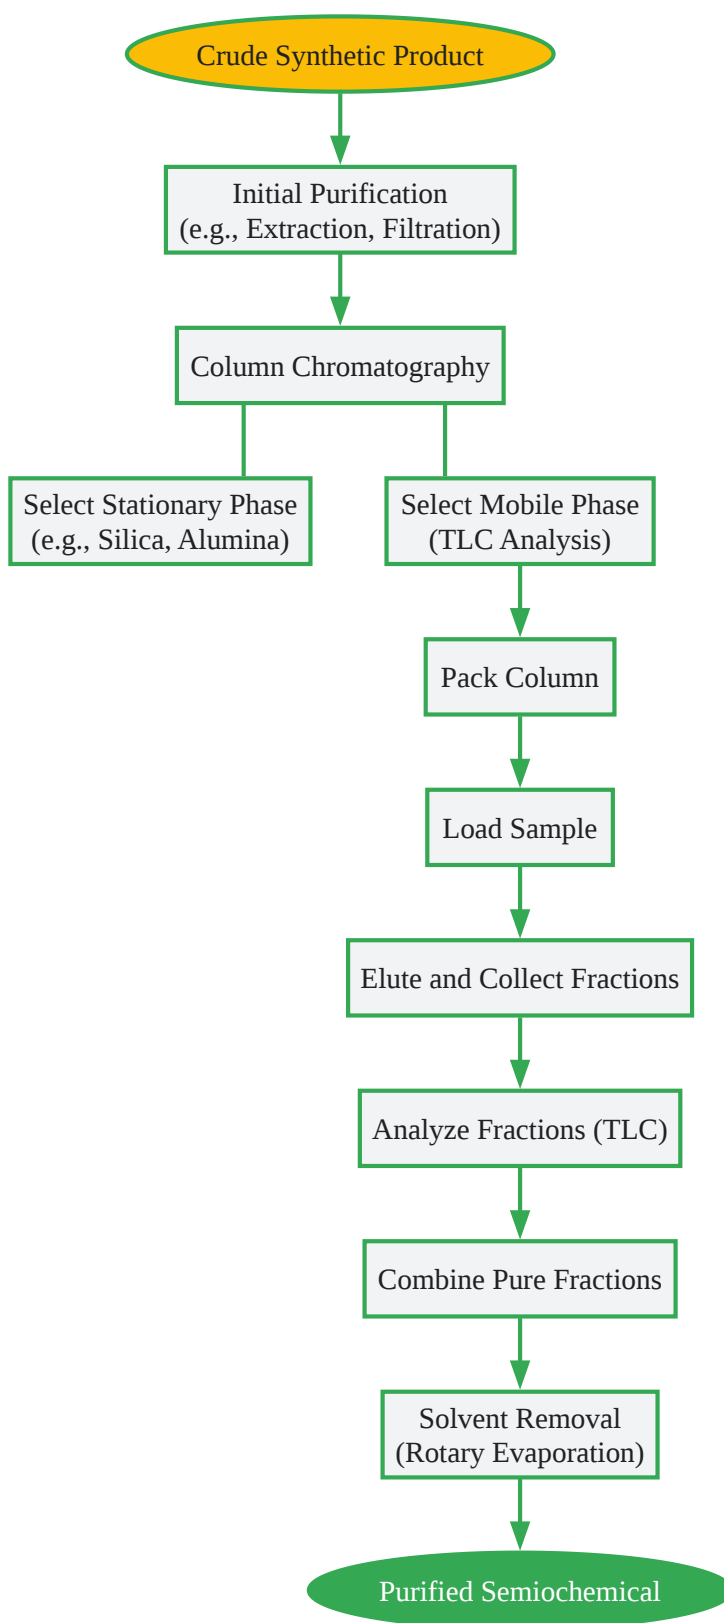 Crude Synthetic Product
Initial Purification
(e.g., Extraction, Filtration)
Column Chromatography
Select Stationary Phase
(e.g., Silica, Alumina)
Select Mobile Phase
(TLC Analysis)
Pack Column
Load Sample
Elute and Collect Fractions
Analyze Fractions (TLC)
Combine Pure Fractions
Solvent Removal
(Rotary Evaporation)
Purified Semiochemical